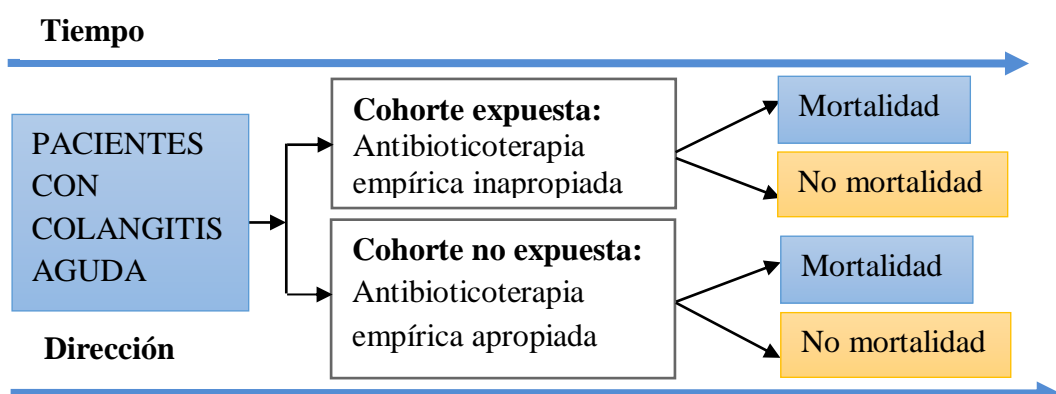 Tiempo
PACIENTES
CON
COLANGITIS
AGUDA
Cohorte expuesta:
Antibioticoterapia
empírica inapropiada
Mortalidad
No mortalidad
Cohorte no expuesta:
Antibioticoterapia
empírica apropiada
Mortalidad
No mortalidad
Dirección